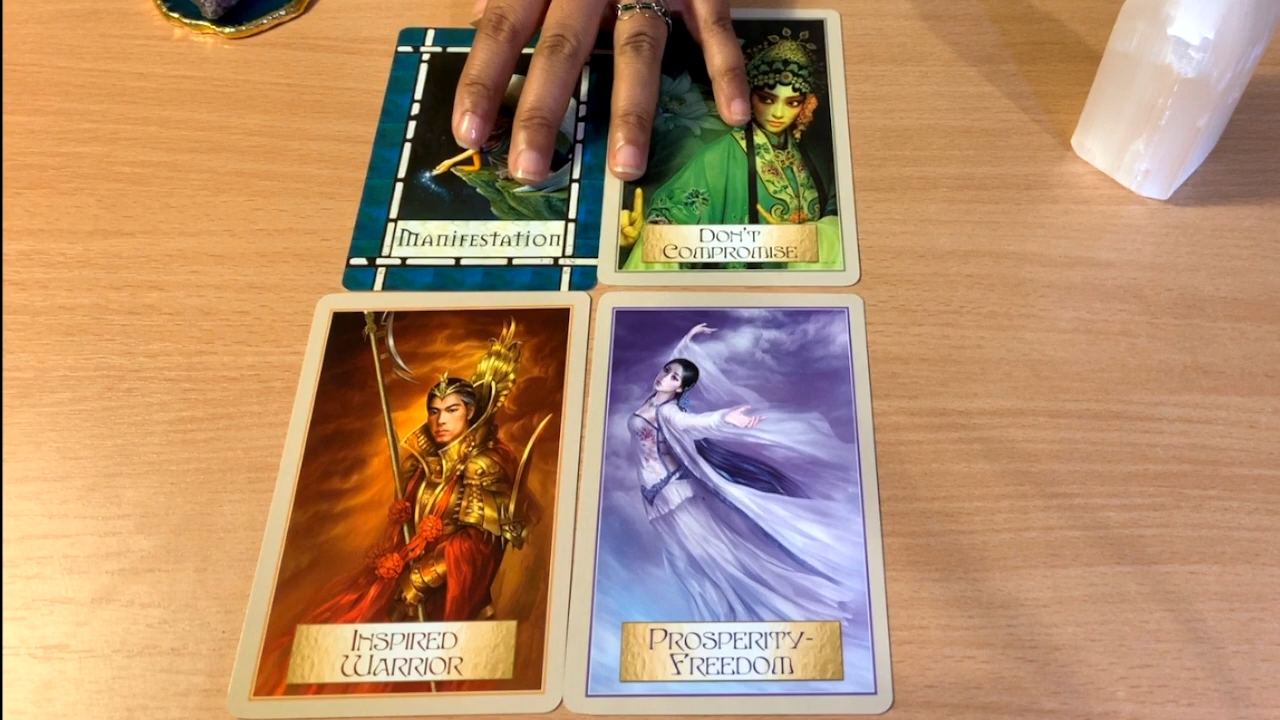 Manifestation
Don't
Compromise
Inspired
Warrior
Prosperity-
Freedom